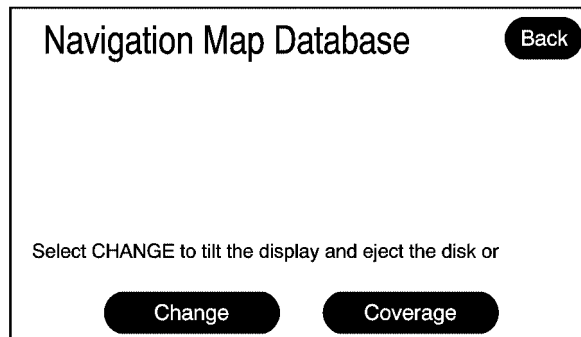 Navigation Map Database
Back
Select CHANGE to tilt the display and eject the disk or
Change
Coverage